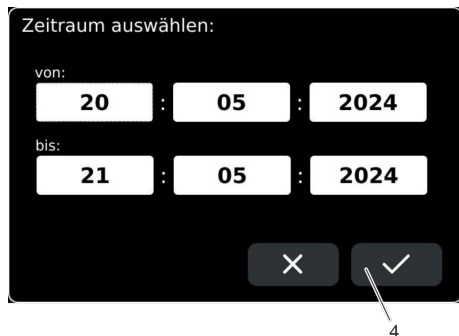 Zeitraum auswählen:
von:
20 : 05 : 2024
bis:
21 : 05 : 2024
4